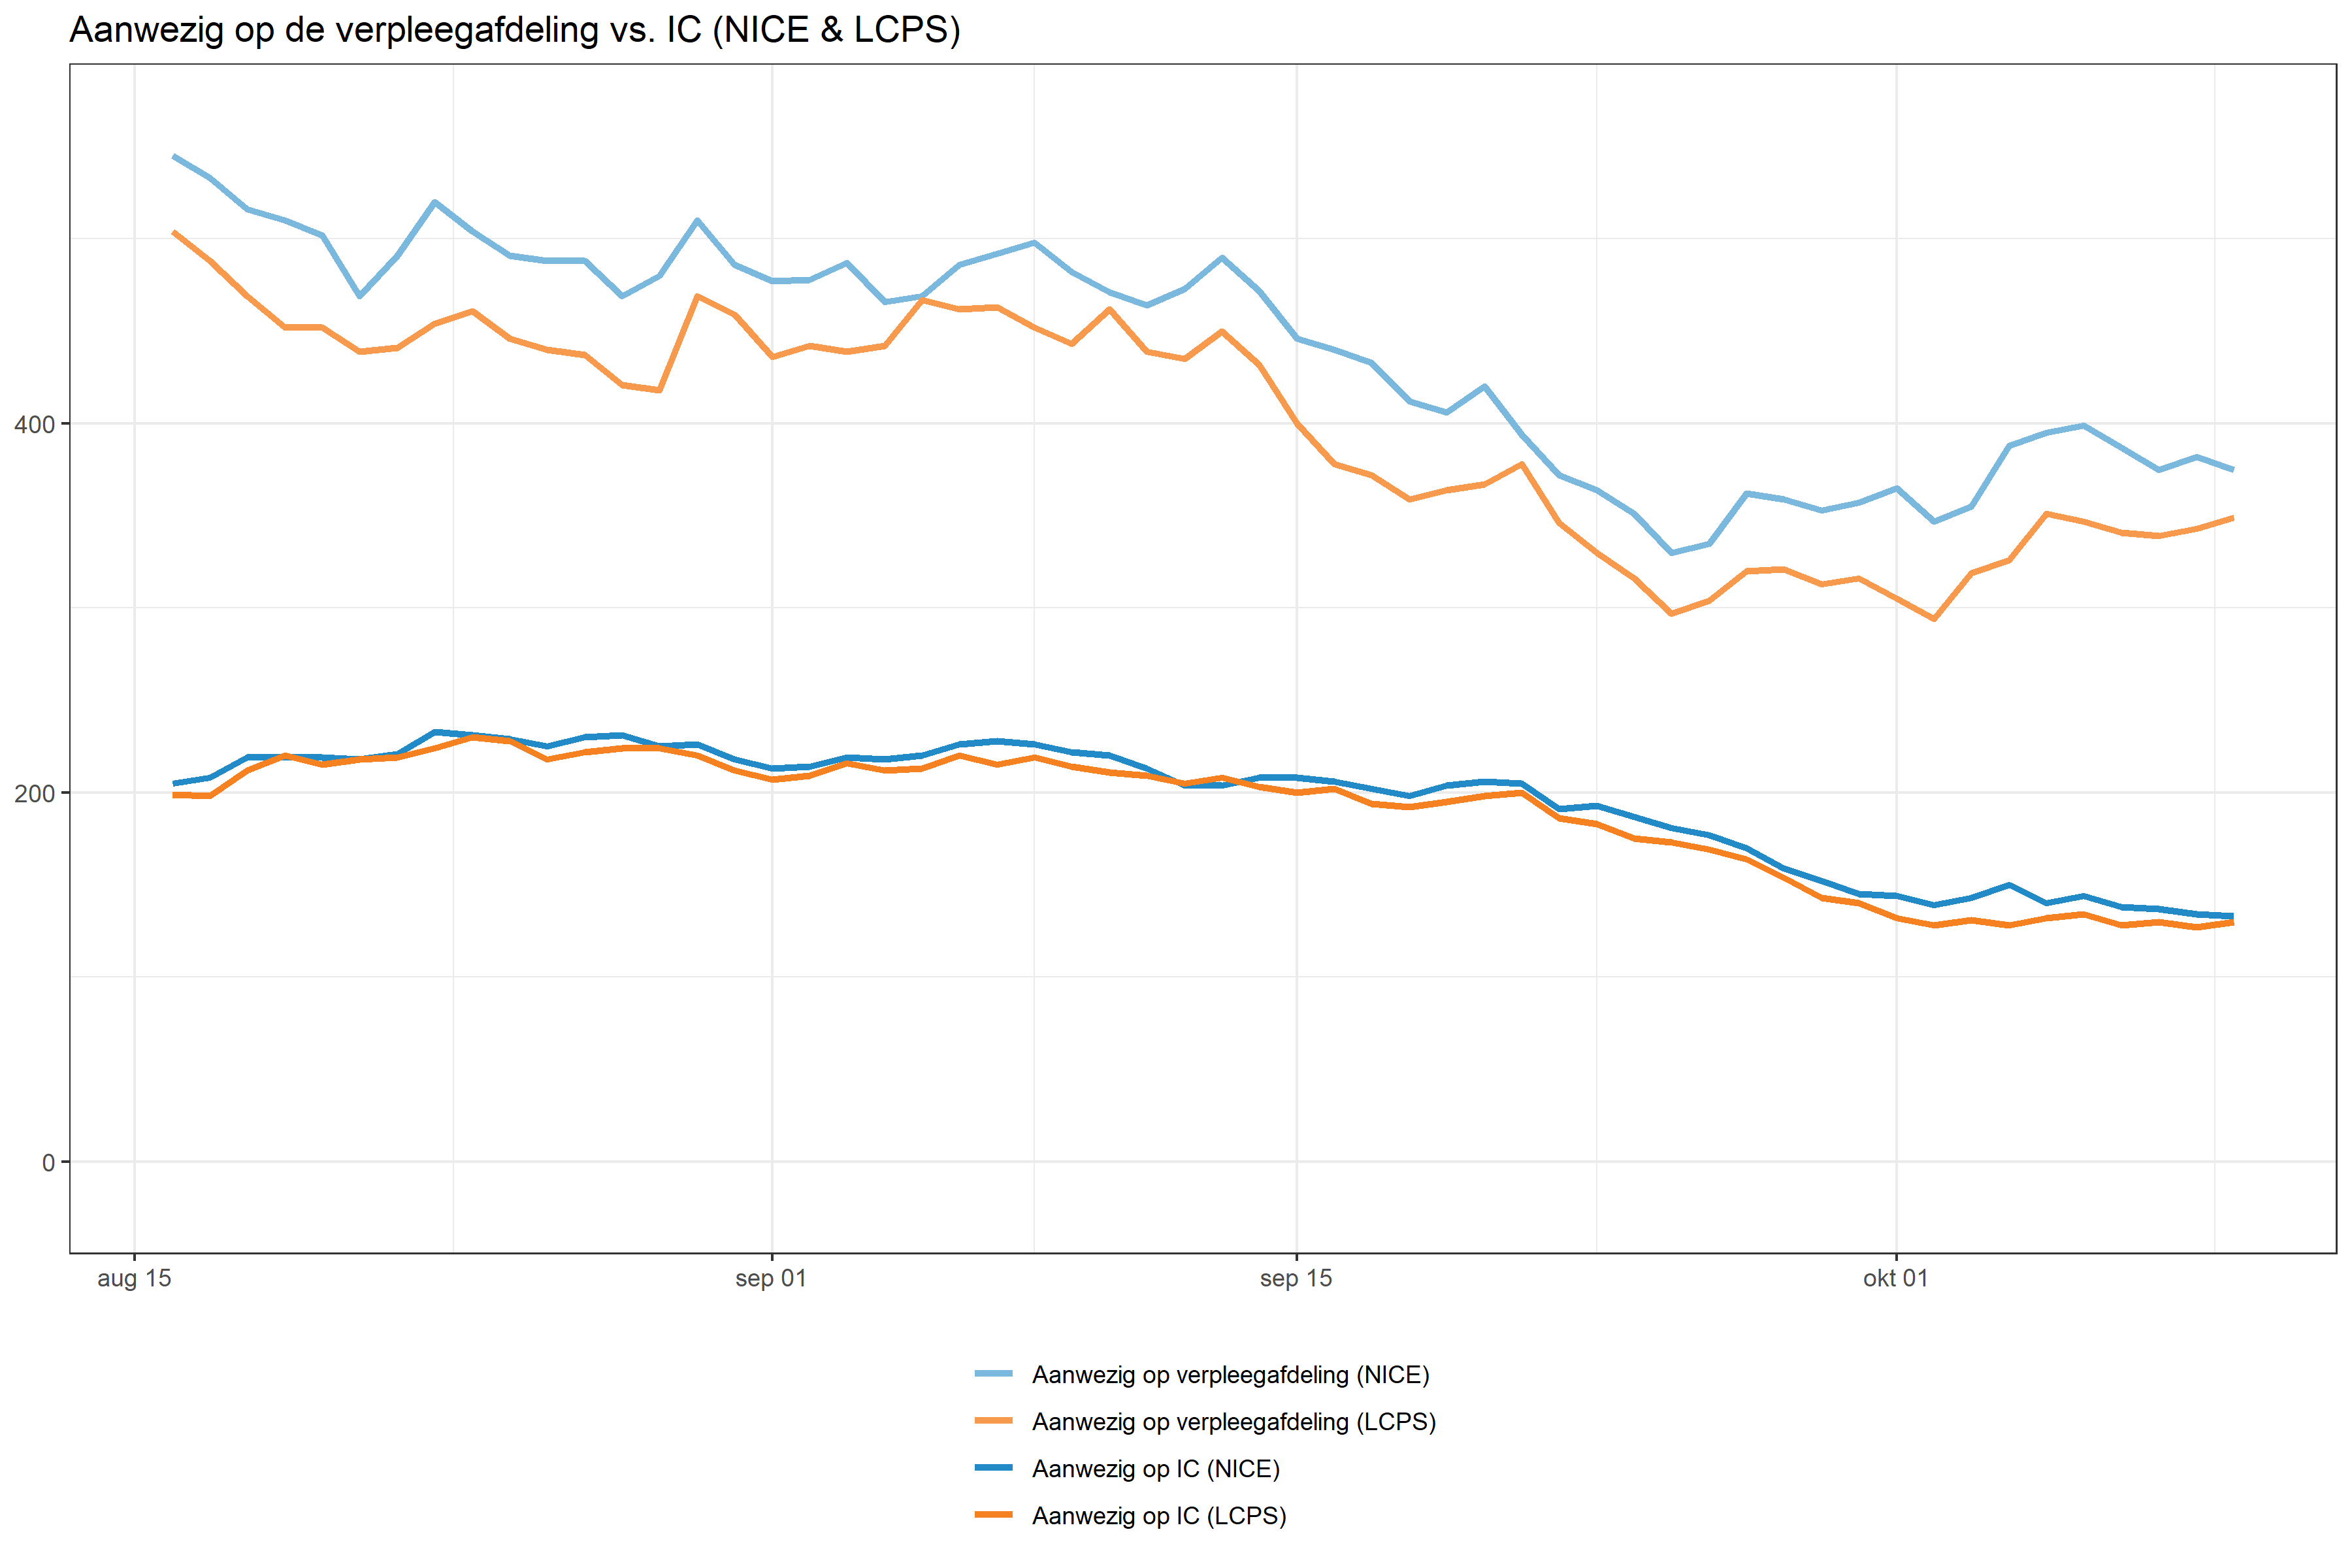 Aanwezig op de verpleegafdeling vs. IC (NICE & LCPS)
400
200
0
aug 15
sep 01
sep 15
okt 01
Aanwezig op verpleegafdeling (NICE)
Aanwezig op verpleegafdeling (LCPS)
Aanwezig op IC (NICE)
Aanwezig op IC (LCPS)